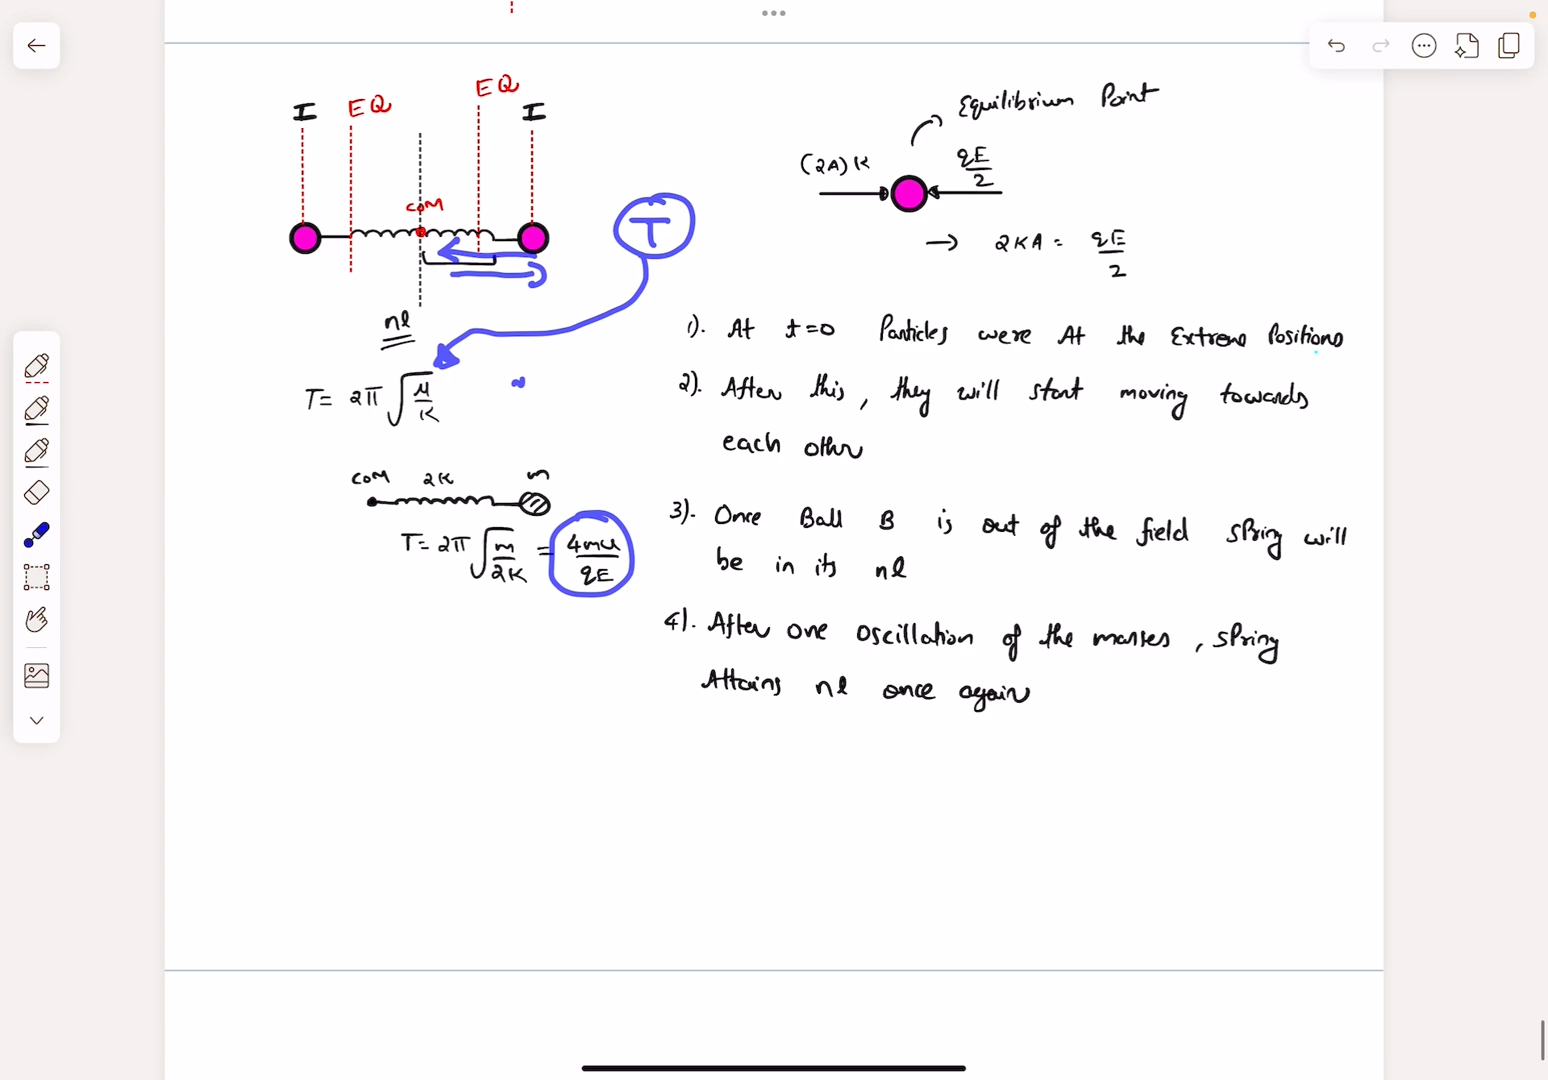 EQ
I EQ I
COM
nl
T
T= 2π √μ/K
COM 2K m
T= 2π √m/2K = 4mu/qE
Equilibrium Point
(2A)K qE/2
→ 2KA = qE/2
1). At t=0 Particles were At the Extreme Positions
2). After this, they will start moving towards
each other
3). Once Ball B is out of the field spring will
be in its nl
4). After one oscillation of the masses, spring
Attains nl once again